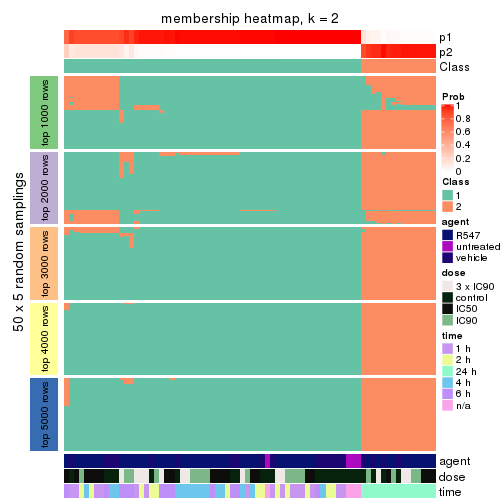 membership heatmap, k = 2
p1
p2
Class
50 x 5 random samplings
top 1000 rows
top 2000 rows
top 3000 rows
top 4000 rows
top 5000 rows
agent
dose
time
Prob
1
0.8
0.6
0.4
0.2
0
Class
1
2
agent
R547
untreated
vehicle
dose
3 x IC90
control
IC50
IC90
time
1 h
2 h
24 h
4 h
6 h
n/a